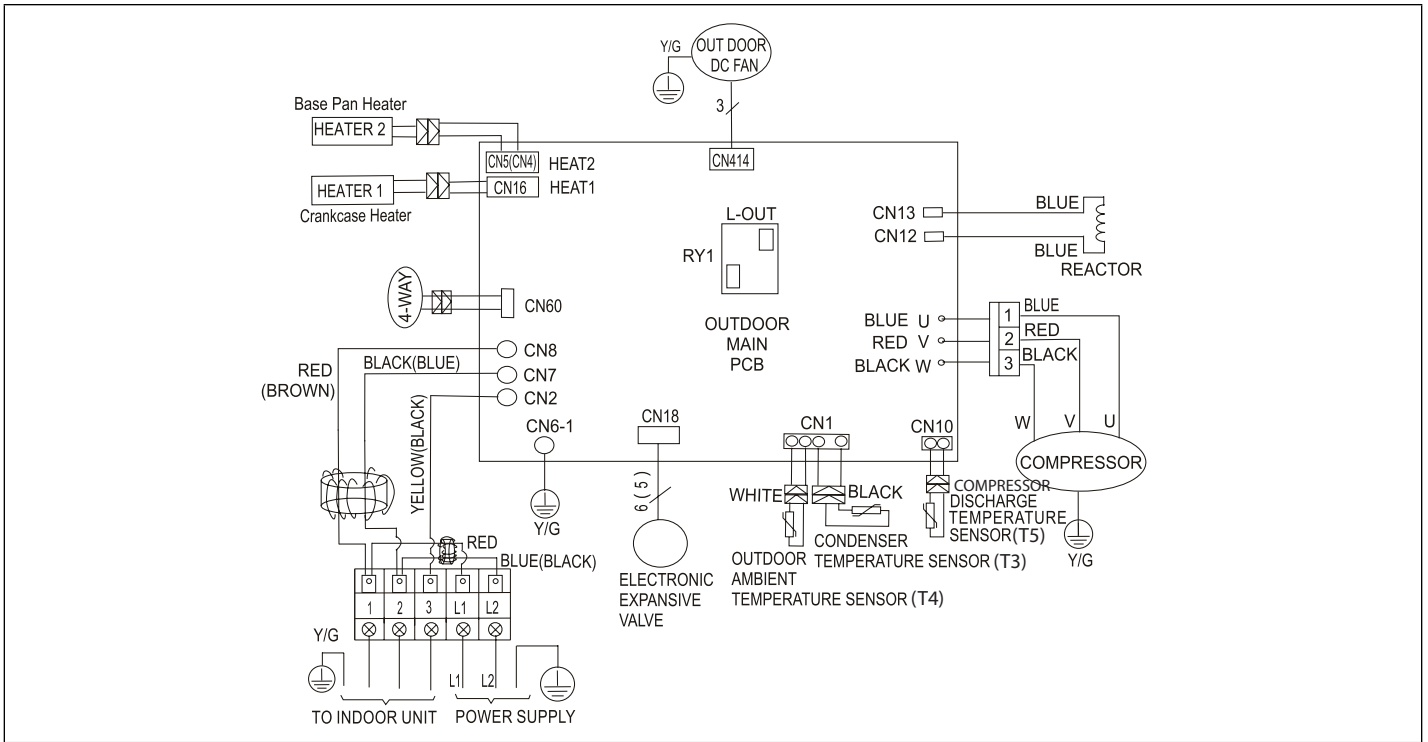 Y/G
OUT DOOR
DC FAN
3
Base Pan Heater
HEATER 2
CN5(CN4)
HEAT2
CN414
HEATER 1
CN16
HEAT1
Crankcase Heater
L-OUT
RY1
OUTDOOR
MAIN
PCB
CN13
CN12
BLUE
BLUE
REACTOR
4-WAY
CN60
BLUE U
RED V
BLACK W
1
2
3
BLUE
RED
BLACK
W
V
U
COMPRESSOR
Y/G
CN8
CN7
CN2
RED
(BROWN)
BLACK(BLUE)
YELLOW(BLACK)
CN6-1
Y/G
CN18
6 ( 5 )
ELECTRONIC
EXPANSIVE
VALVE
CN1
WHITE
BLACK
OUTDOOR
AMBIENT
TEMPERATURE SENSOR (T4)
CONDENSER
TEMPERATURE SENSOR (T3)
CN10
COMPRESSOR
DISCHARGE
TEMPERATURE
SENSOR(T5)
RED
BLUE(BLACK)
1
2
3
L1
L2
Y/G
L1
L2
TO INDOOR UNIT
POWER SUPPLY